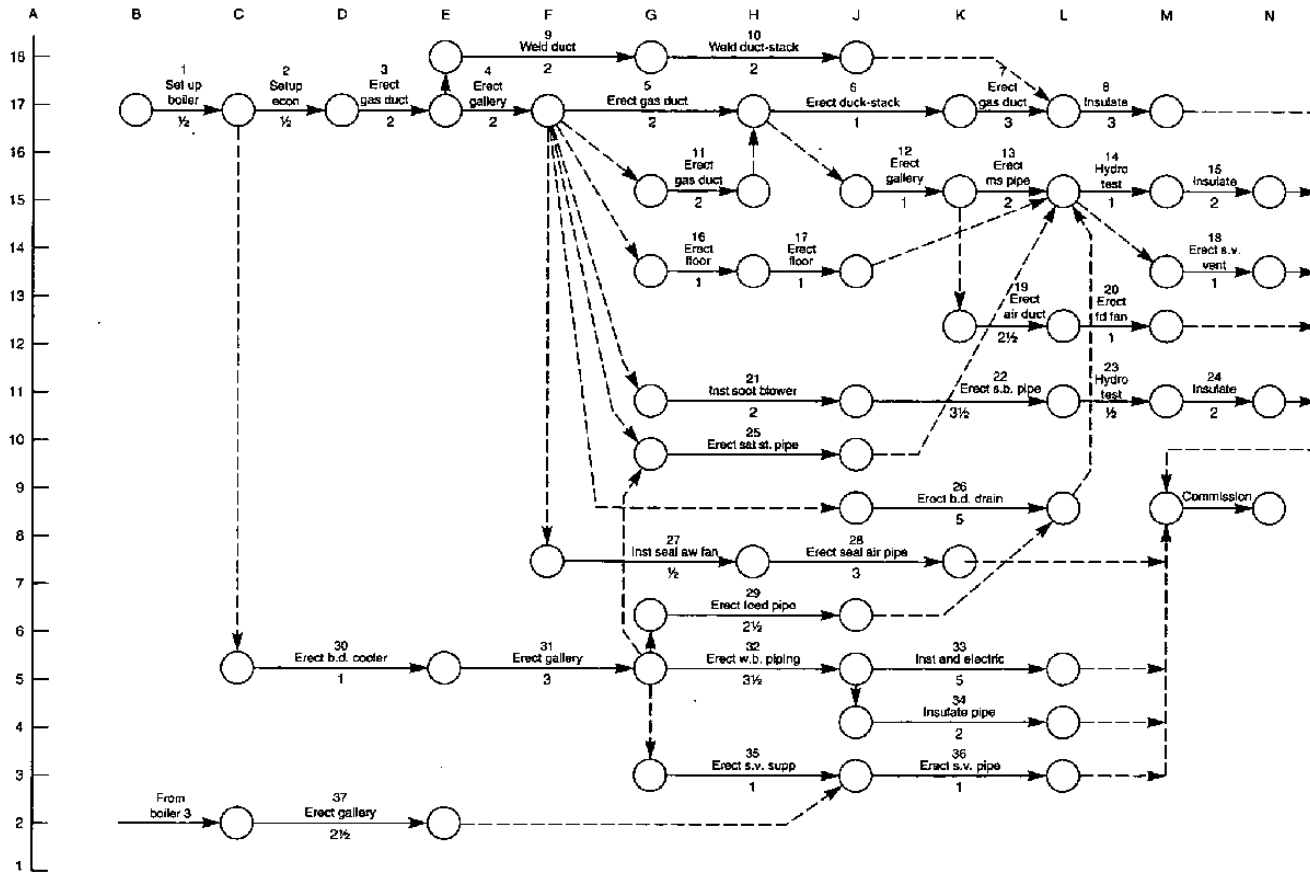 A B C D E F G H J K L M N
18
9
Weld duct
2
10
Weld duct-stack
2
1
Set up
boiler
½
2
Setup
econ
½
3
Erect
gas duct
2
4
Erect
gallery
2
5
Erect gas duct
2
6
Erect duck-stack
1
7
Erect
gas duct
3
8
Insulate
3
17
16
11
Erect
gas duct
2
12
Erect
gallery
1
13
Erect
ms pipe
2
14
Hydro
test
1
15
Insulate
2
15
14
16
Erect
floor
1
17
Erect
floor
1
18
Erect s.v.
vent
1
13
19
Erect
air duct
2½
20
Erect
fd fan
1
12
11
21
Inst soot blower
2
22
Erect s.b. pipe
3½
23
Hydro
test
½
24
Insulate
2
10
25
Erect sat st. pipe
9
26
Erect b.d. drain
5
Commission
8
27
Inst seal aw fan
½
28
Erect seal air pipe
3
7
29
Erect feed pipe
2½
6
30
Erect b.d. cooler
1
31
Erect gallery
3
32
Erect w.b. piping
3½
33
Inst and electric
5
5
34
Insulate pipe
2
4
35
Erect s.v. supp
1
36
Erect s.v. pipe
1
3
From
boiler 3
37
Erect gallery
2½
2
1